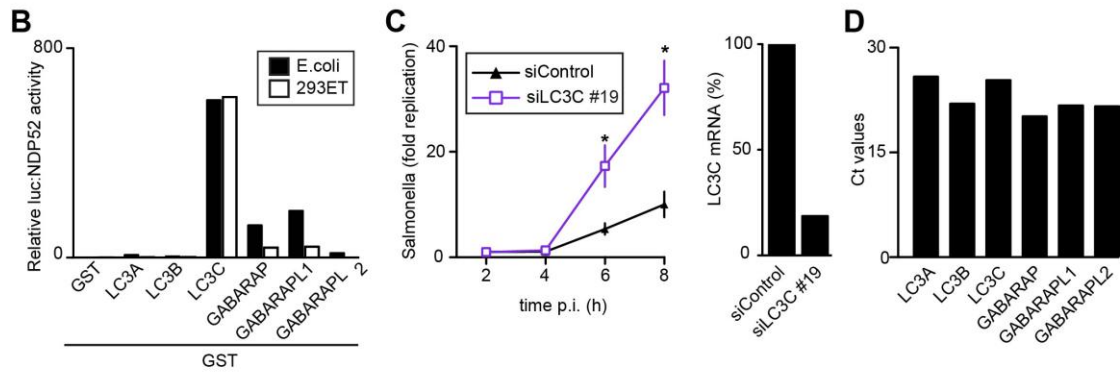 B
800
0
Relative luc:NDP52 activity
E.coli
293ET
GST
LC3A
LC3B
LC3C
GABARAP
GABARAPL1
GABARAPL 2
GST
C
40
20
0
Salmonella (fold replication)
siControl
siLC3C #19
*
*
2 4 6 8
time p.i. (h)
100
50
0
LC3C mRNA (%)
siControl
siLC3C #19
D
30
15
0
Ct values
LC3A
LC3B
LC3C
GABARAP
GABARAPL1
GABARAPL2